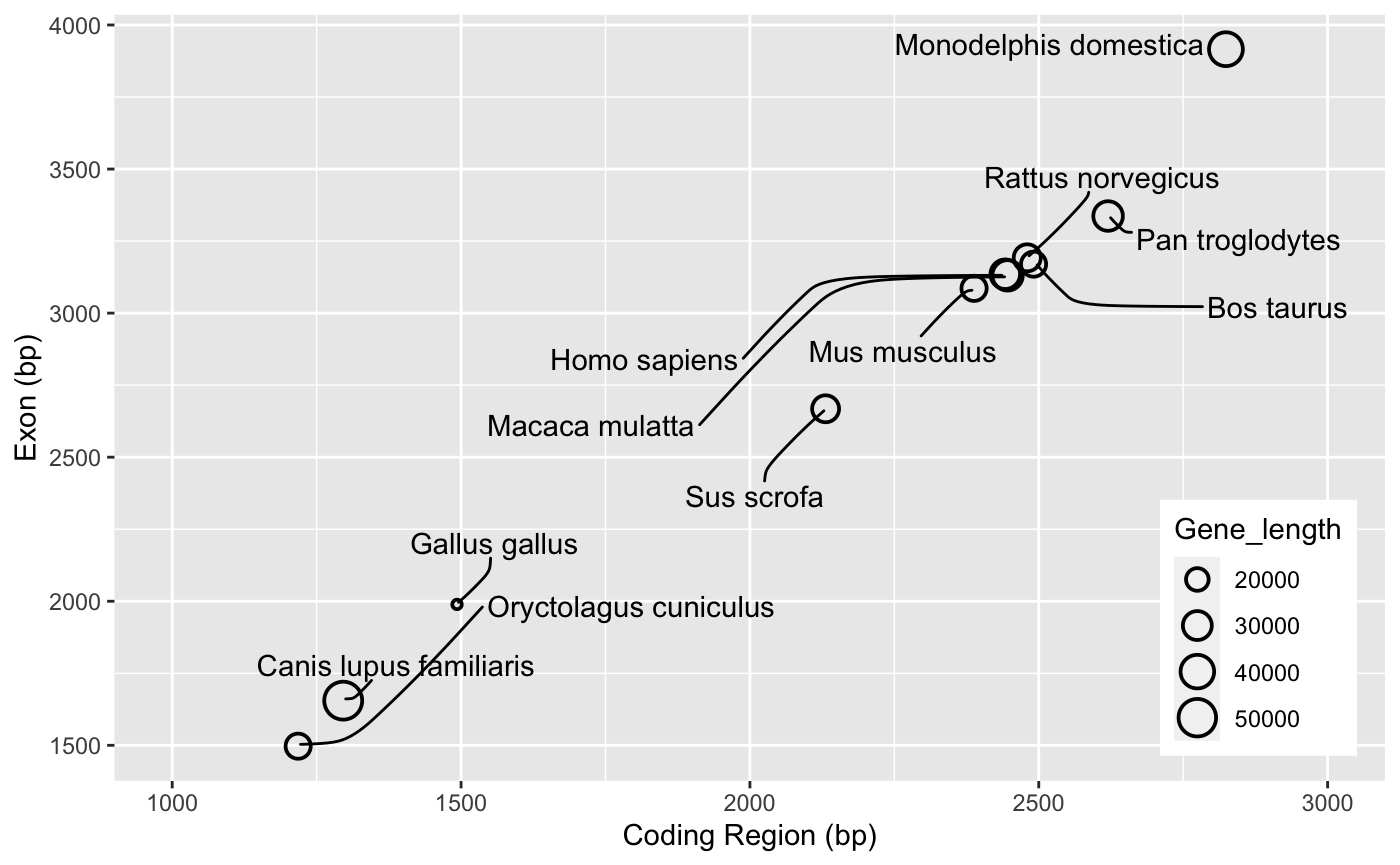 4000
Monodelphis domestica
3500
Rattus norvegicus
Pan troglodytes
3000
Bos taurus
Mus musculus
Homo sapiens
Macaca mulatta
2500
Sus scrofa
Gallus gallus
2000
Oryctolagus cuniculus
Canis lupus familiaris
1500
Exon (bp)
Gene_length
20000
30000
40000
50000
1000 1500 2000 2500 3000
Coding Region (bp)